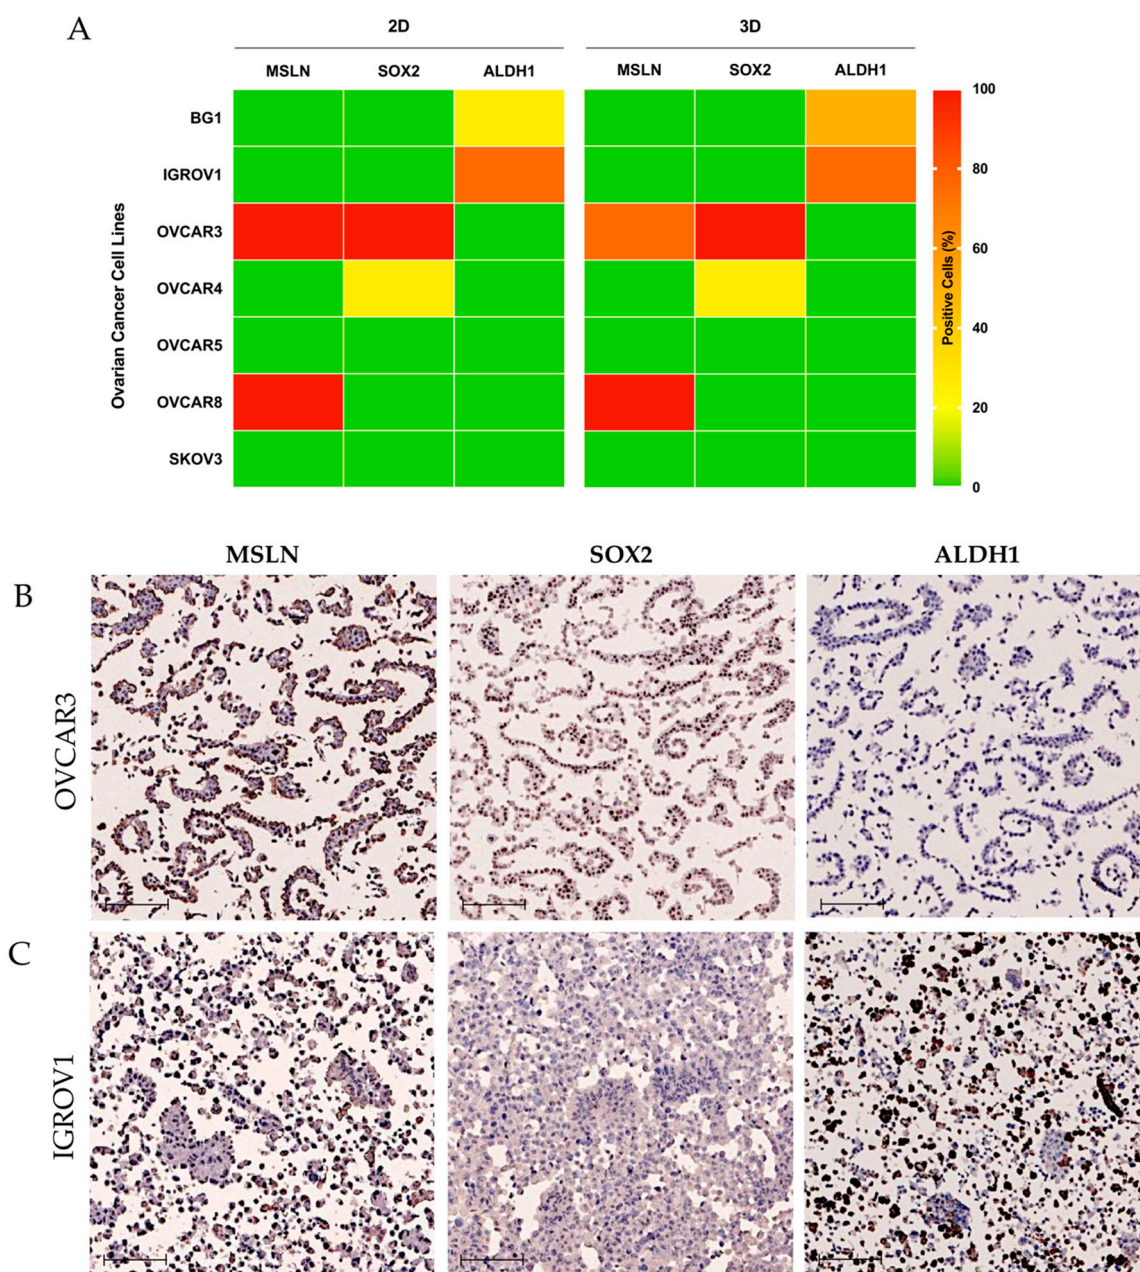 A
2D 3D
MSLN SOX2 ALDH1 MSLN SOX2 ALDH1
Ovarian Cancer Cell Lines
BG1
IGROV1
OVCAR3
OVCAR4
OVCAR5
OVCAR8
SKOV3
100
80
60
40
20
0
Positive Cells (%)
MSLN SOX2 ALDH1
B
OVCAR3
C
IGROV1